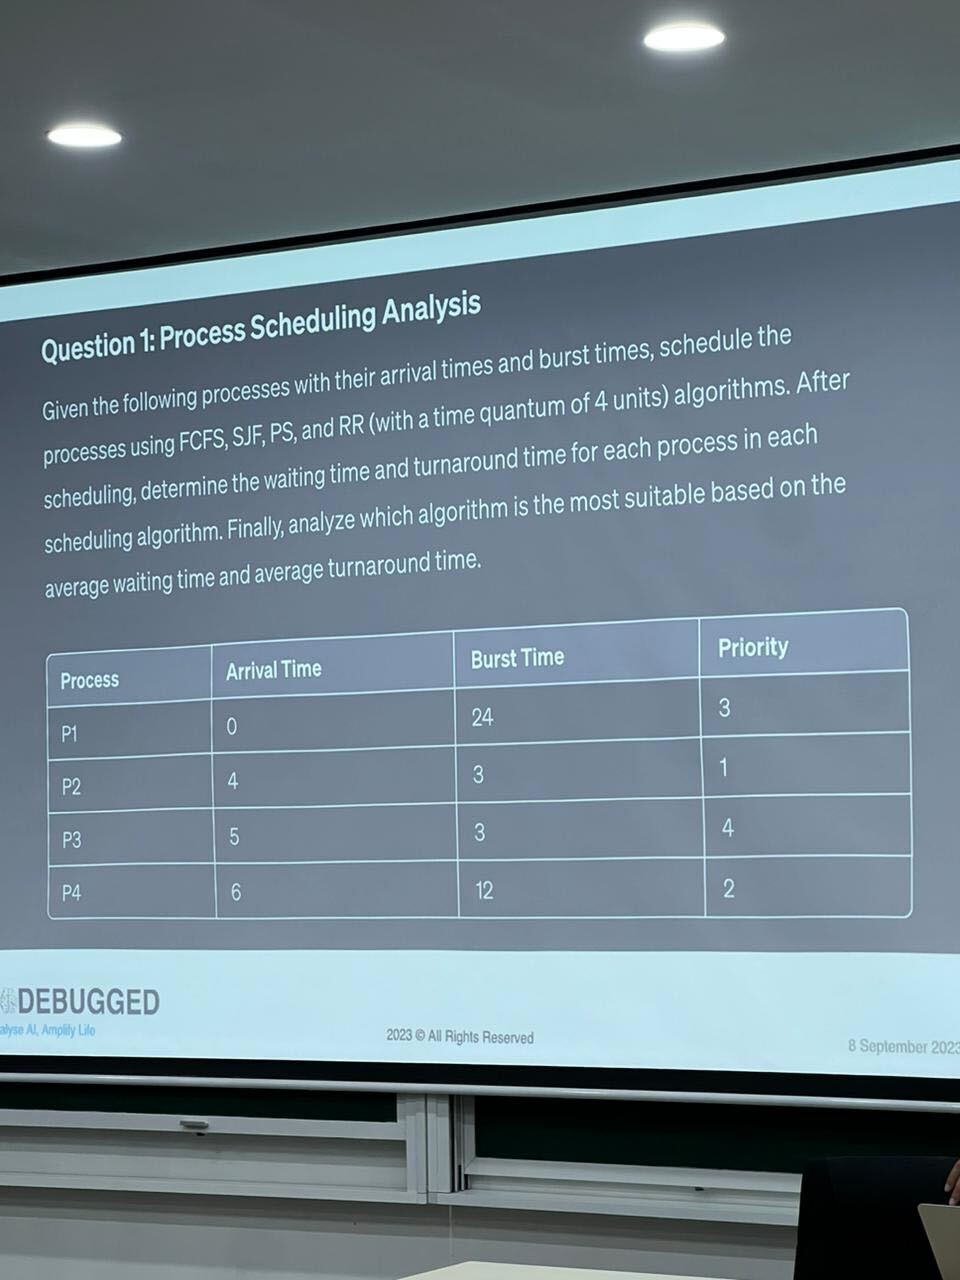 Question 1: Process Scheduling Analysis
Given the following processes with their arrival times and burst times, schedule the
processes using FCFS, SJF, PS, and RR (with a time quantum of 4 units) algorithms. After
scheduling, determine the waiting time and turnaround time for each process in each
scheduling algorithm. Finally, analyze which algorithm is the most suitable based on the
average waiting time and average turnaround time.
Process Arrival Time Burst Time Priority
P1 0 24 3
P2 4 3 1
P3 5 3 4
P4 6 12 2
DEBUGGED
alyse AI, Amplify Life
2023 © All Rights Reserved
8 September 2023